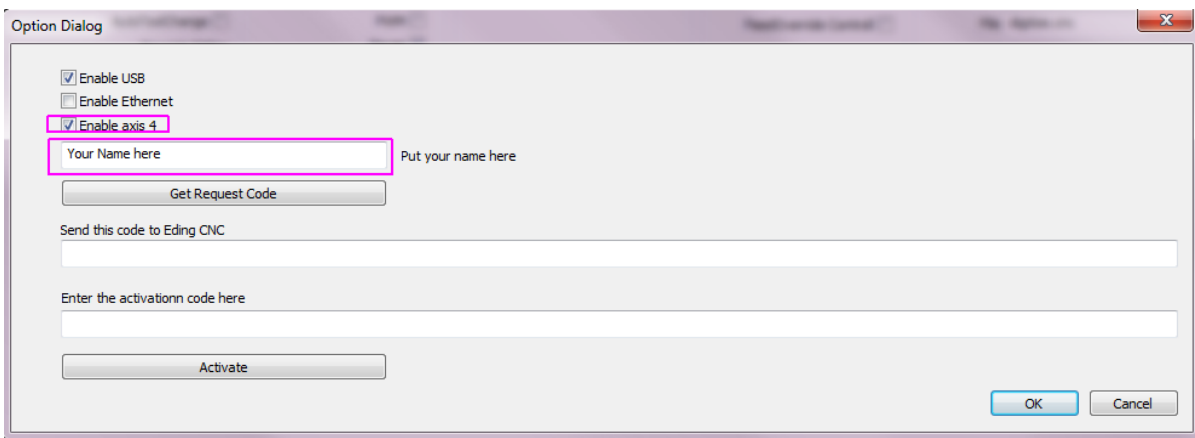 Option Dialog
Enable USB
Enable Ethernet
Enable axis 4
Your Name here
Put your name here
Get Request Code
Send this code to Eding CNC
Enter the activationn code here
Activate
OK
Cancel